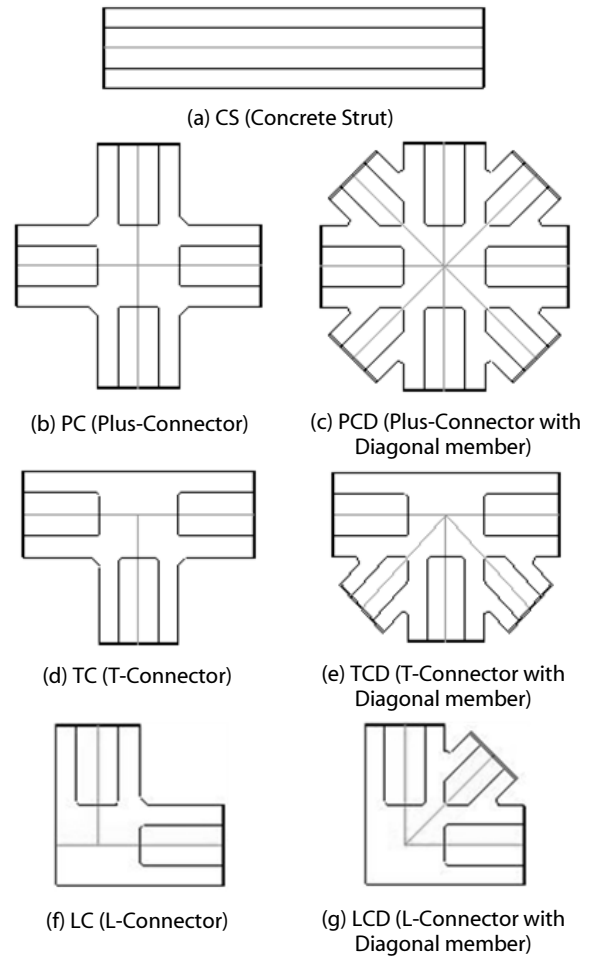 (a) CS (Concrete Strut)
(b) PC (Plus-Connector)
(c) PCD (Plus-Connector with
Diagonal member)
(d) TC (T-Connector)
(e) TCD (T-Connector with
Diagonal member)
(f) LC (L-Connector)
(g) LCD (L-Connector with
Diagonal member)